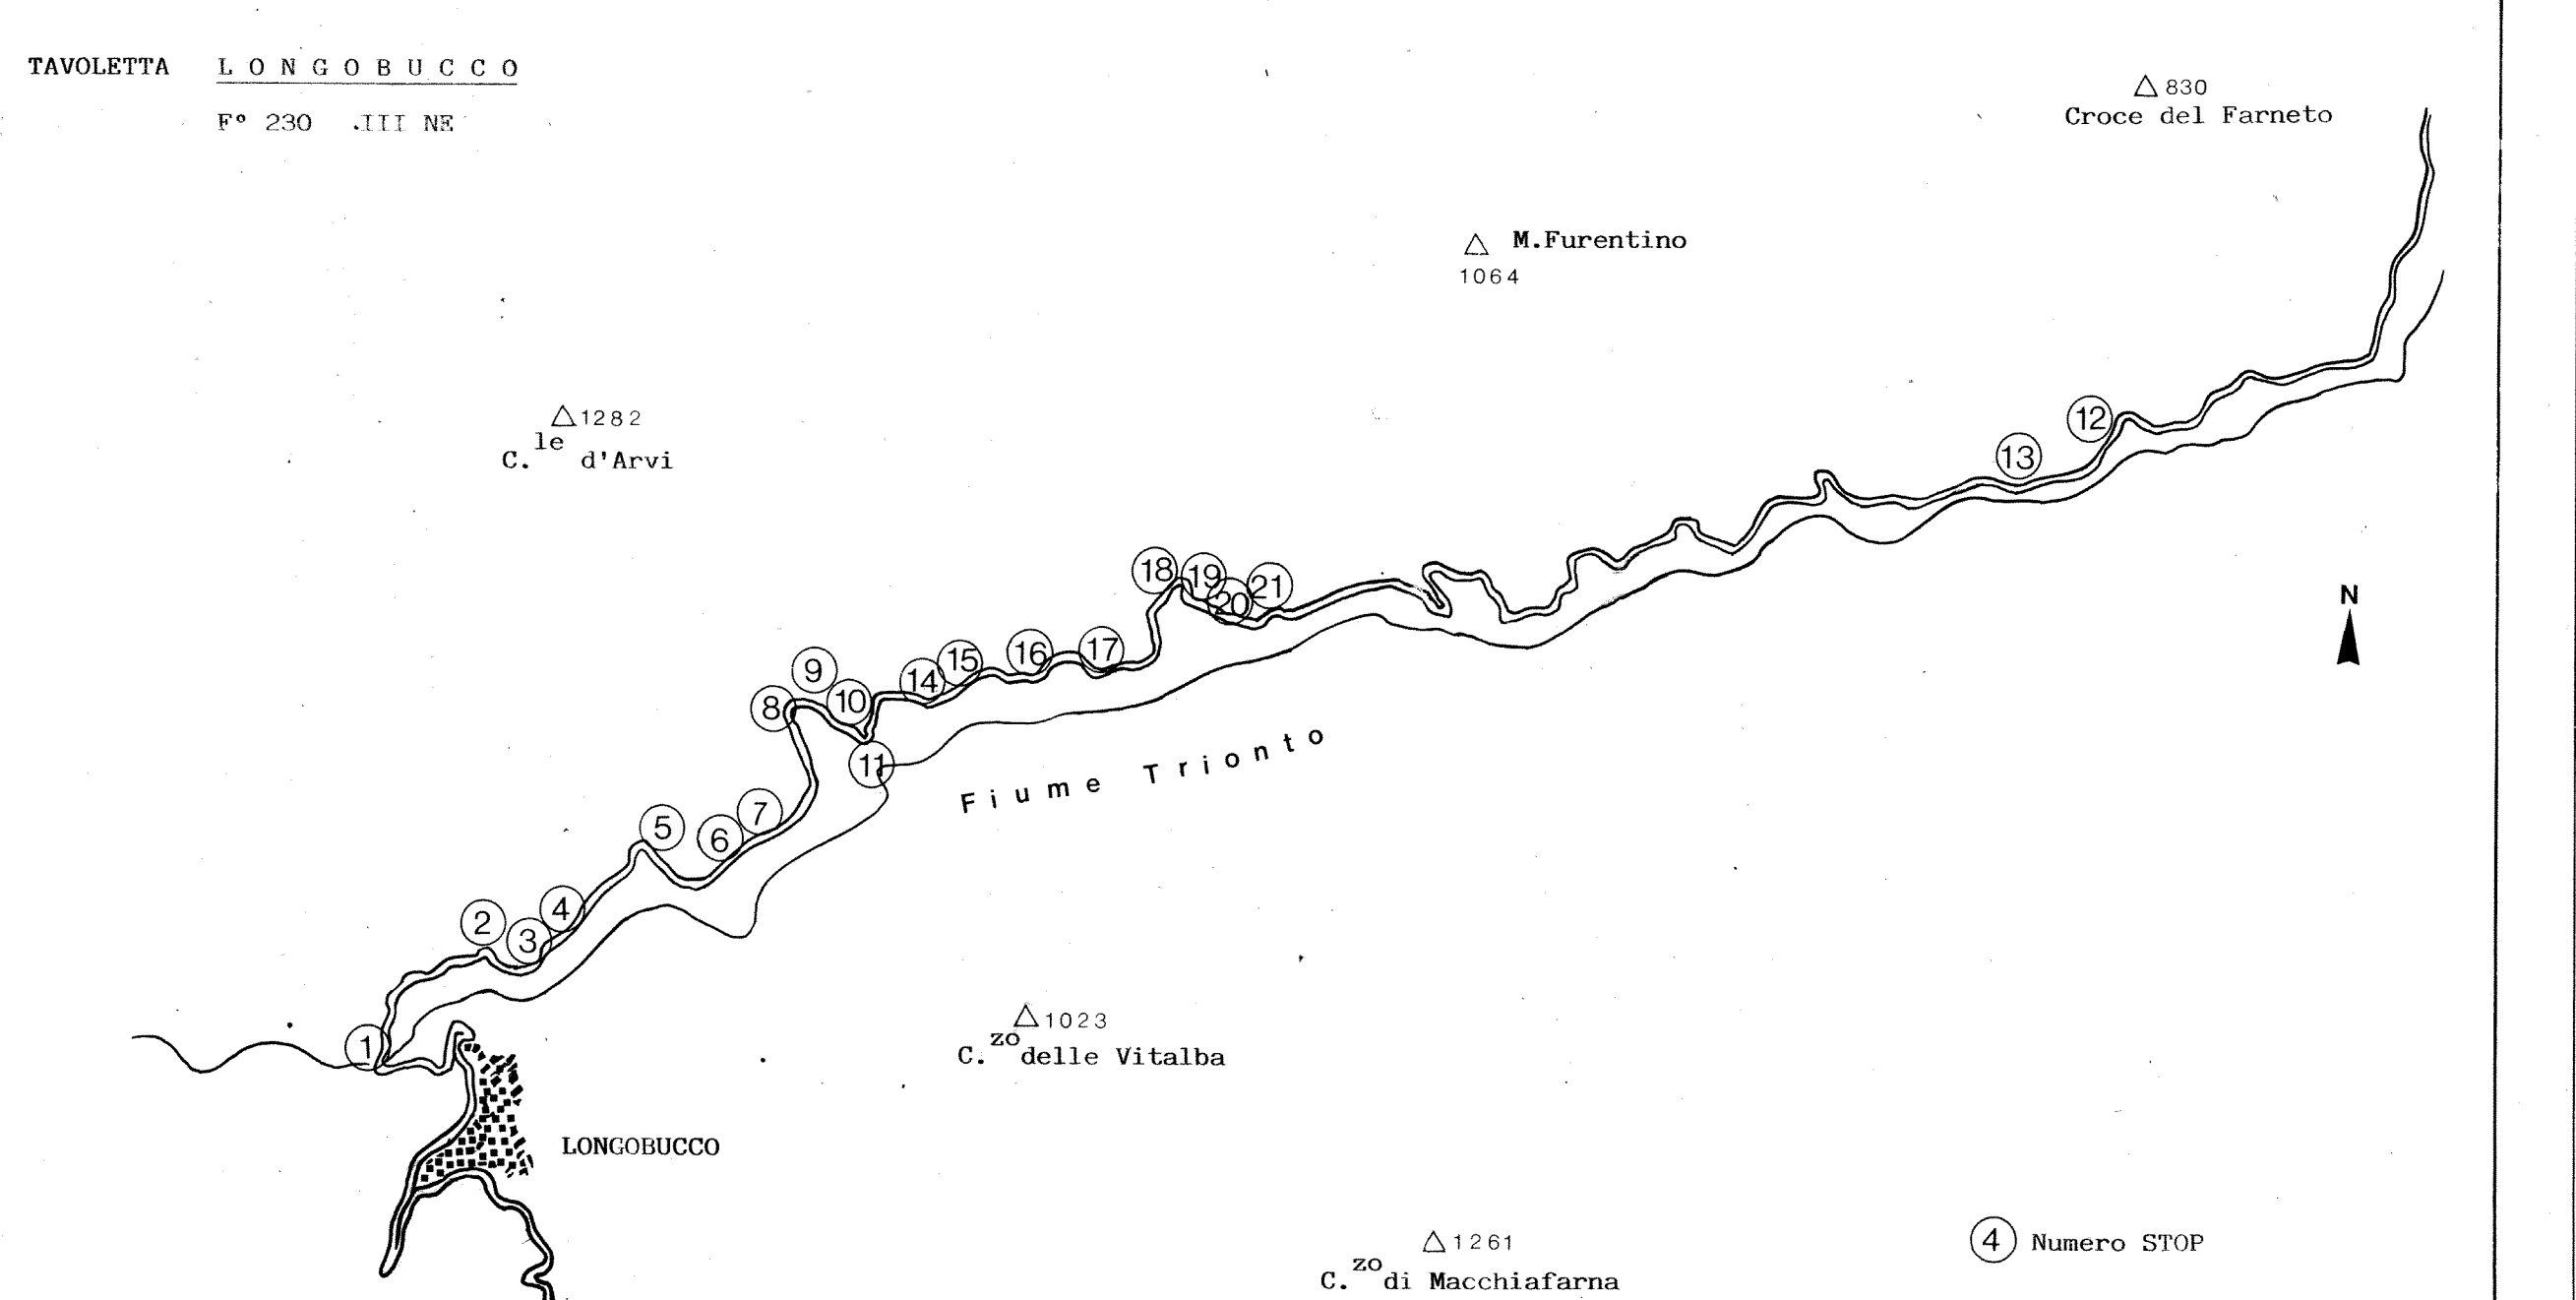 TAVOLETTA L O N G O B U C C O
F° 230 .III NE
830
Croce del Farneto
M.Furentino
1064
1282
C.le d'Arvi
12
13
18
19
20
21
16
17
15
14
9
10
8
11
N
Fiume Trionto
5
7
6
4
2
3
1
1023
C.zo delle Vitalba
LONGOBUCCO
1261
C.zo di Macchiafarna
4 Numero STOP